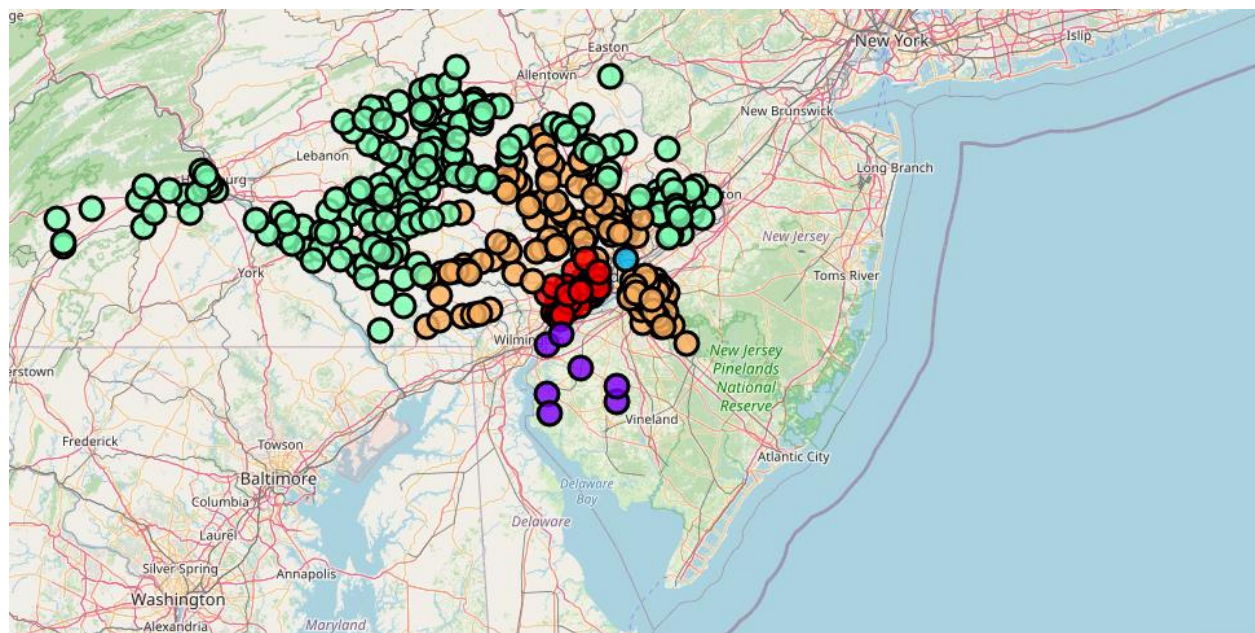 ge
Easton
New York
Islip
Allentown
New Brunswick
Lebanon
Long Branch
urg
ton
New Jersey
York
Toms River
Wilming
erstown
New Jersey
Pinelands
National
Reserve
Vineland
Frederick
Towson
Baltimore
Atlantic City
Columbia
Delaware
Bay
Delaware
Laurel
Silver Spring
Annapolis
Washington
Alexandria
Maryland